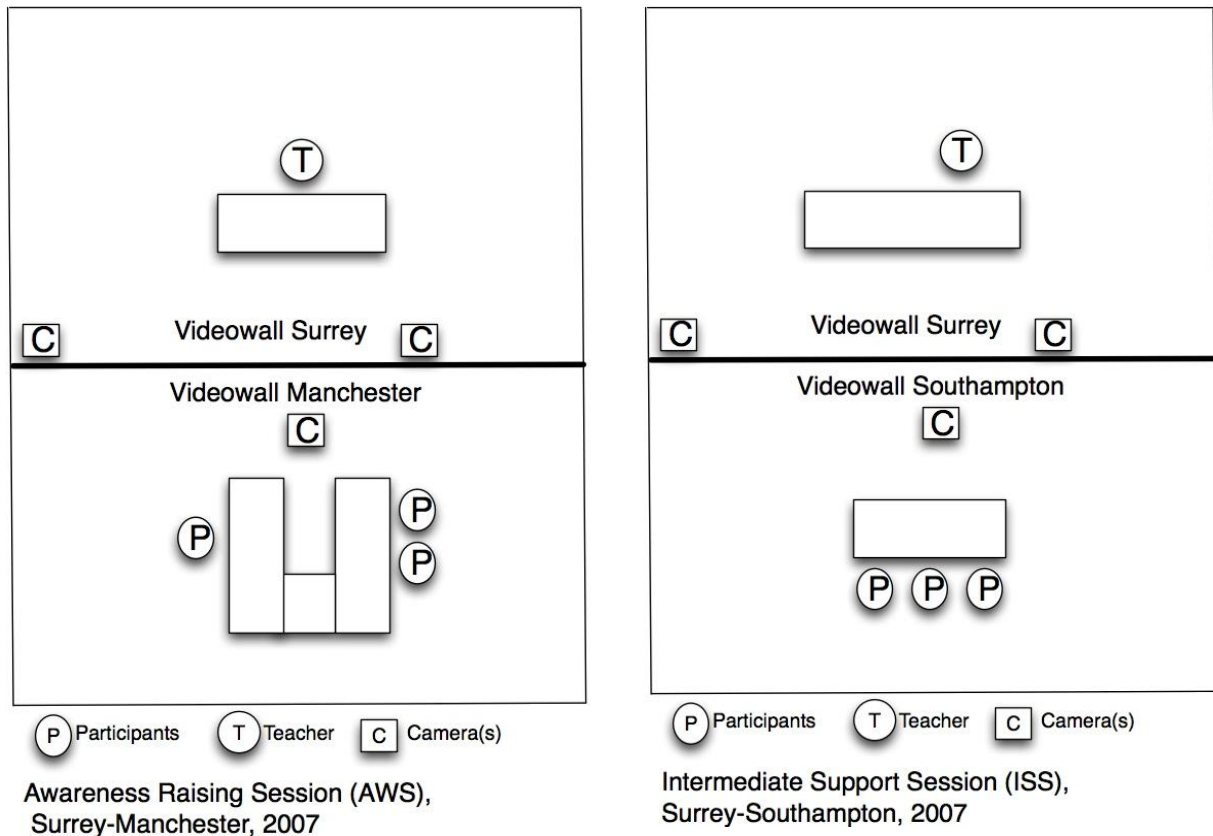 T
Videowall Surrey
C
C
Videowall Manchester
C
P
P
P
P Participants
T Teacher
C Camera(s)
Awareness Raising Session (AWS),
Surrey-Manchester, 2007
T
Videowall Surrey
C
C
Videowall Southampton
C
P P P
P Participants
T Teacher
C Camera(s)
Intermediate Support Session (ISS),
Surrey-Southampton, 2007